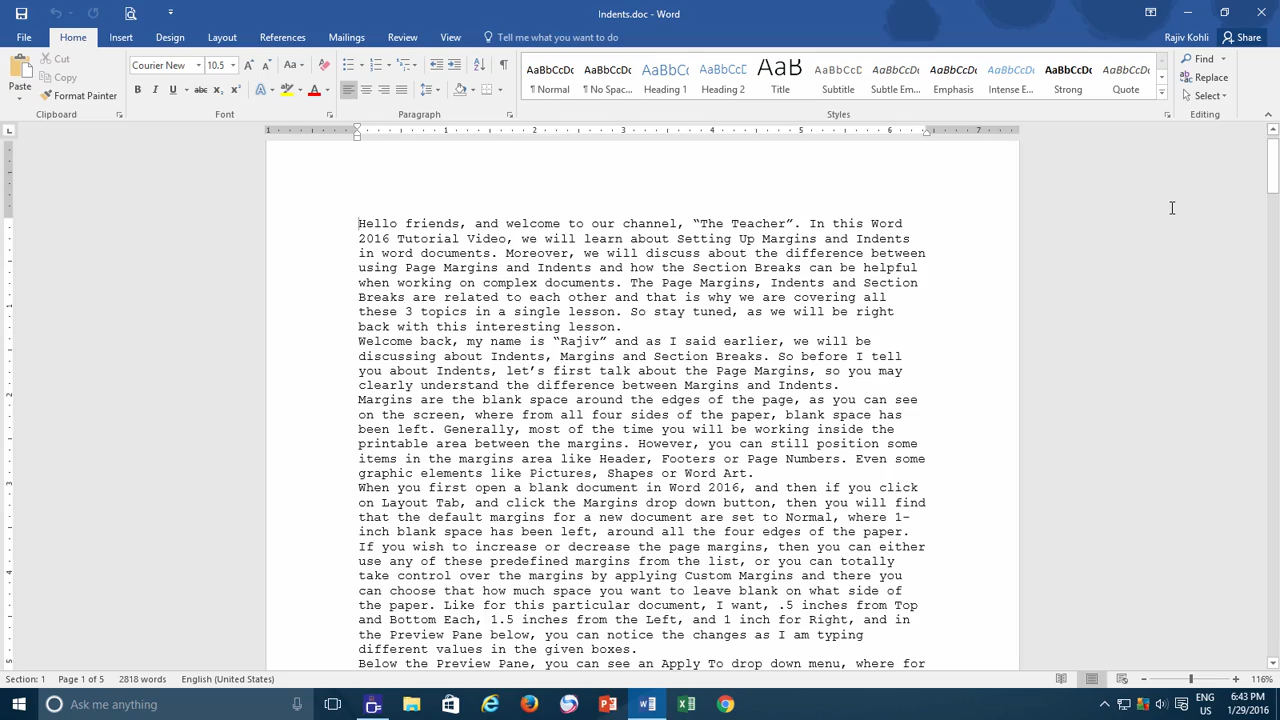 Indents.doc - Word
File Home Insert Design Layout References Mailings Review View Tell me what you want to do
Rajiv Kohli Share
Paste
Cut
Copy
Format Painter
Clipboard
Courier New 10.5
Font
Paragraph
AaBbCcDc AaBbCcDc AaBbCc AaBbCcD AaB AaBbCcDc AaBbCcDc AaBbCcDc AaBbCcDc AaBbCcDc AaBbCcDc
¶ Normal ¶ No Spac... Heading 1 Heading 2 Title Subtitle Subtle Em... Emphasis Intense E... Strong Quote
Styles
Find
Replace
Select
Editing
1 1 2 3 4 5 6 7
Hello friends, and welcome to our channel, “The Teacher”. In this Word
2016 Tutorial Video, we will learn about Setting Up Margins and Indents
in word documents. Moreover, we will discuss about the difference between
using Page Margins and Indents and how the Section Breaks can be helpful
when working on complex documents. The Page Margins, Indents and Section
Breaks are related to each other and that is why we are covering all
these 3 topics in a single lesson. So stay tuned, as we will be right
back with this interesting lesson.
Welcome back, my name is “Rajiv” and as I said earlier, we will be
discussing about Indents, Margins and Section Breaks. So before I tell
you about Indents, let’s first talk about the Page Margins, so you may
clearly understand the difference between Margins and Indents.
Margins are the blank space around the edges of the page, as you can see
on the screen, where from all four sides of the paper, blank space has
been left. Generally, most of the time you will be working inside the
printable area between the margins. However, you can still position some
items in the margins area like Header, Footers or Page Numbers. Even some
graphic elements like Pictures, Shapes or Word Art.
When you first open a blank document in Word 2016, and then if you click
on Layout Tab, and click the Margins drop down button, then you will find
that the default margins for a new document are set to Normal, where 1-
inch blank space has been left, around all the four edges of the paper.
If you wish to increase or decrease the page margins, then you can either
use any of these predefined margins from the list, or you can totally
take control over the margins by applying Custom Margins and there you
can choose that how much space you want to leave blank on what side of
the paper. Like for this particular document, I want, .5 inches from Top
and Bottom Each, 1.5 inches from the Left, and 1 inch for Right, and in
the Preview Pane below, you can notice the changes as I am typing
different values in the given boxes.
Below the Preview Pane, you can see an Apply To drop down menu, where for
Section: 1 Page 1 of 5 2818 words English (United States) 116%
Ask me anything
ENG
US
6:43 PM
1/29/2016